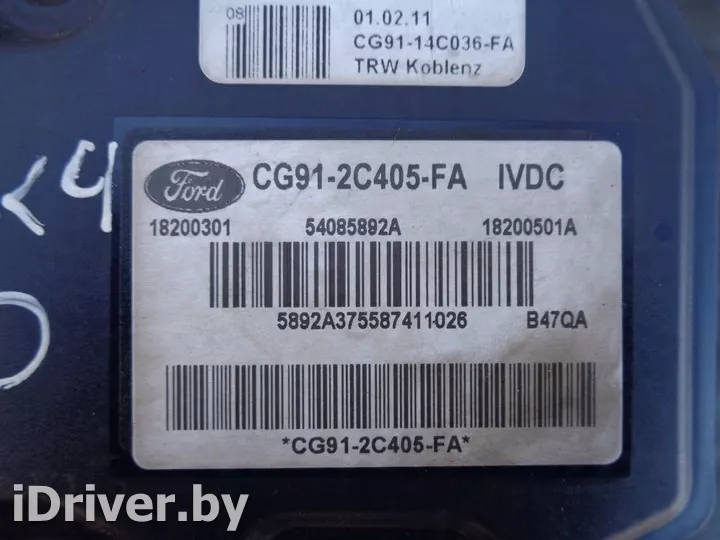 08
01.02.11
CG91-14C036-FA
TRW Koblenz
<4
Ford CG91-2C405-FA IVDC
18200301 54085892A 18200501A
5892A375587411026 B47QA
*CG91-2C405-FA*
iDriver.by